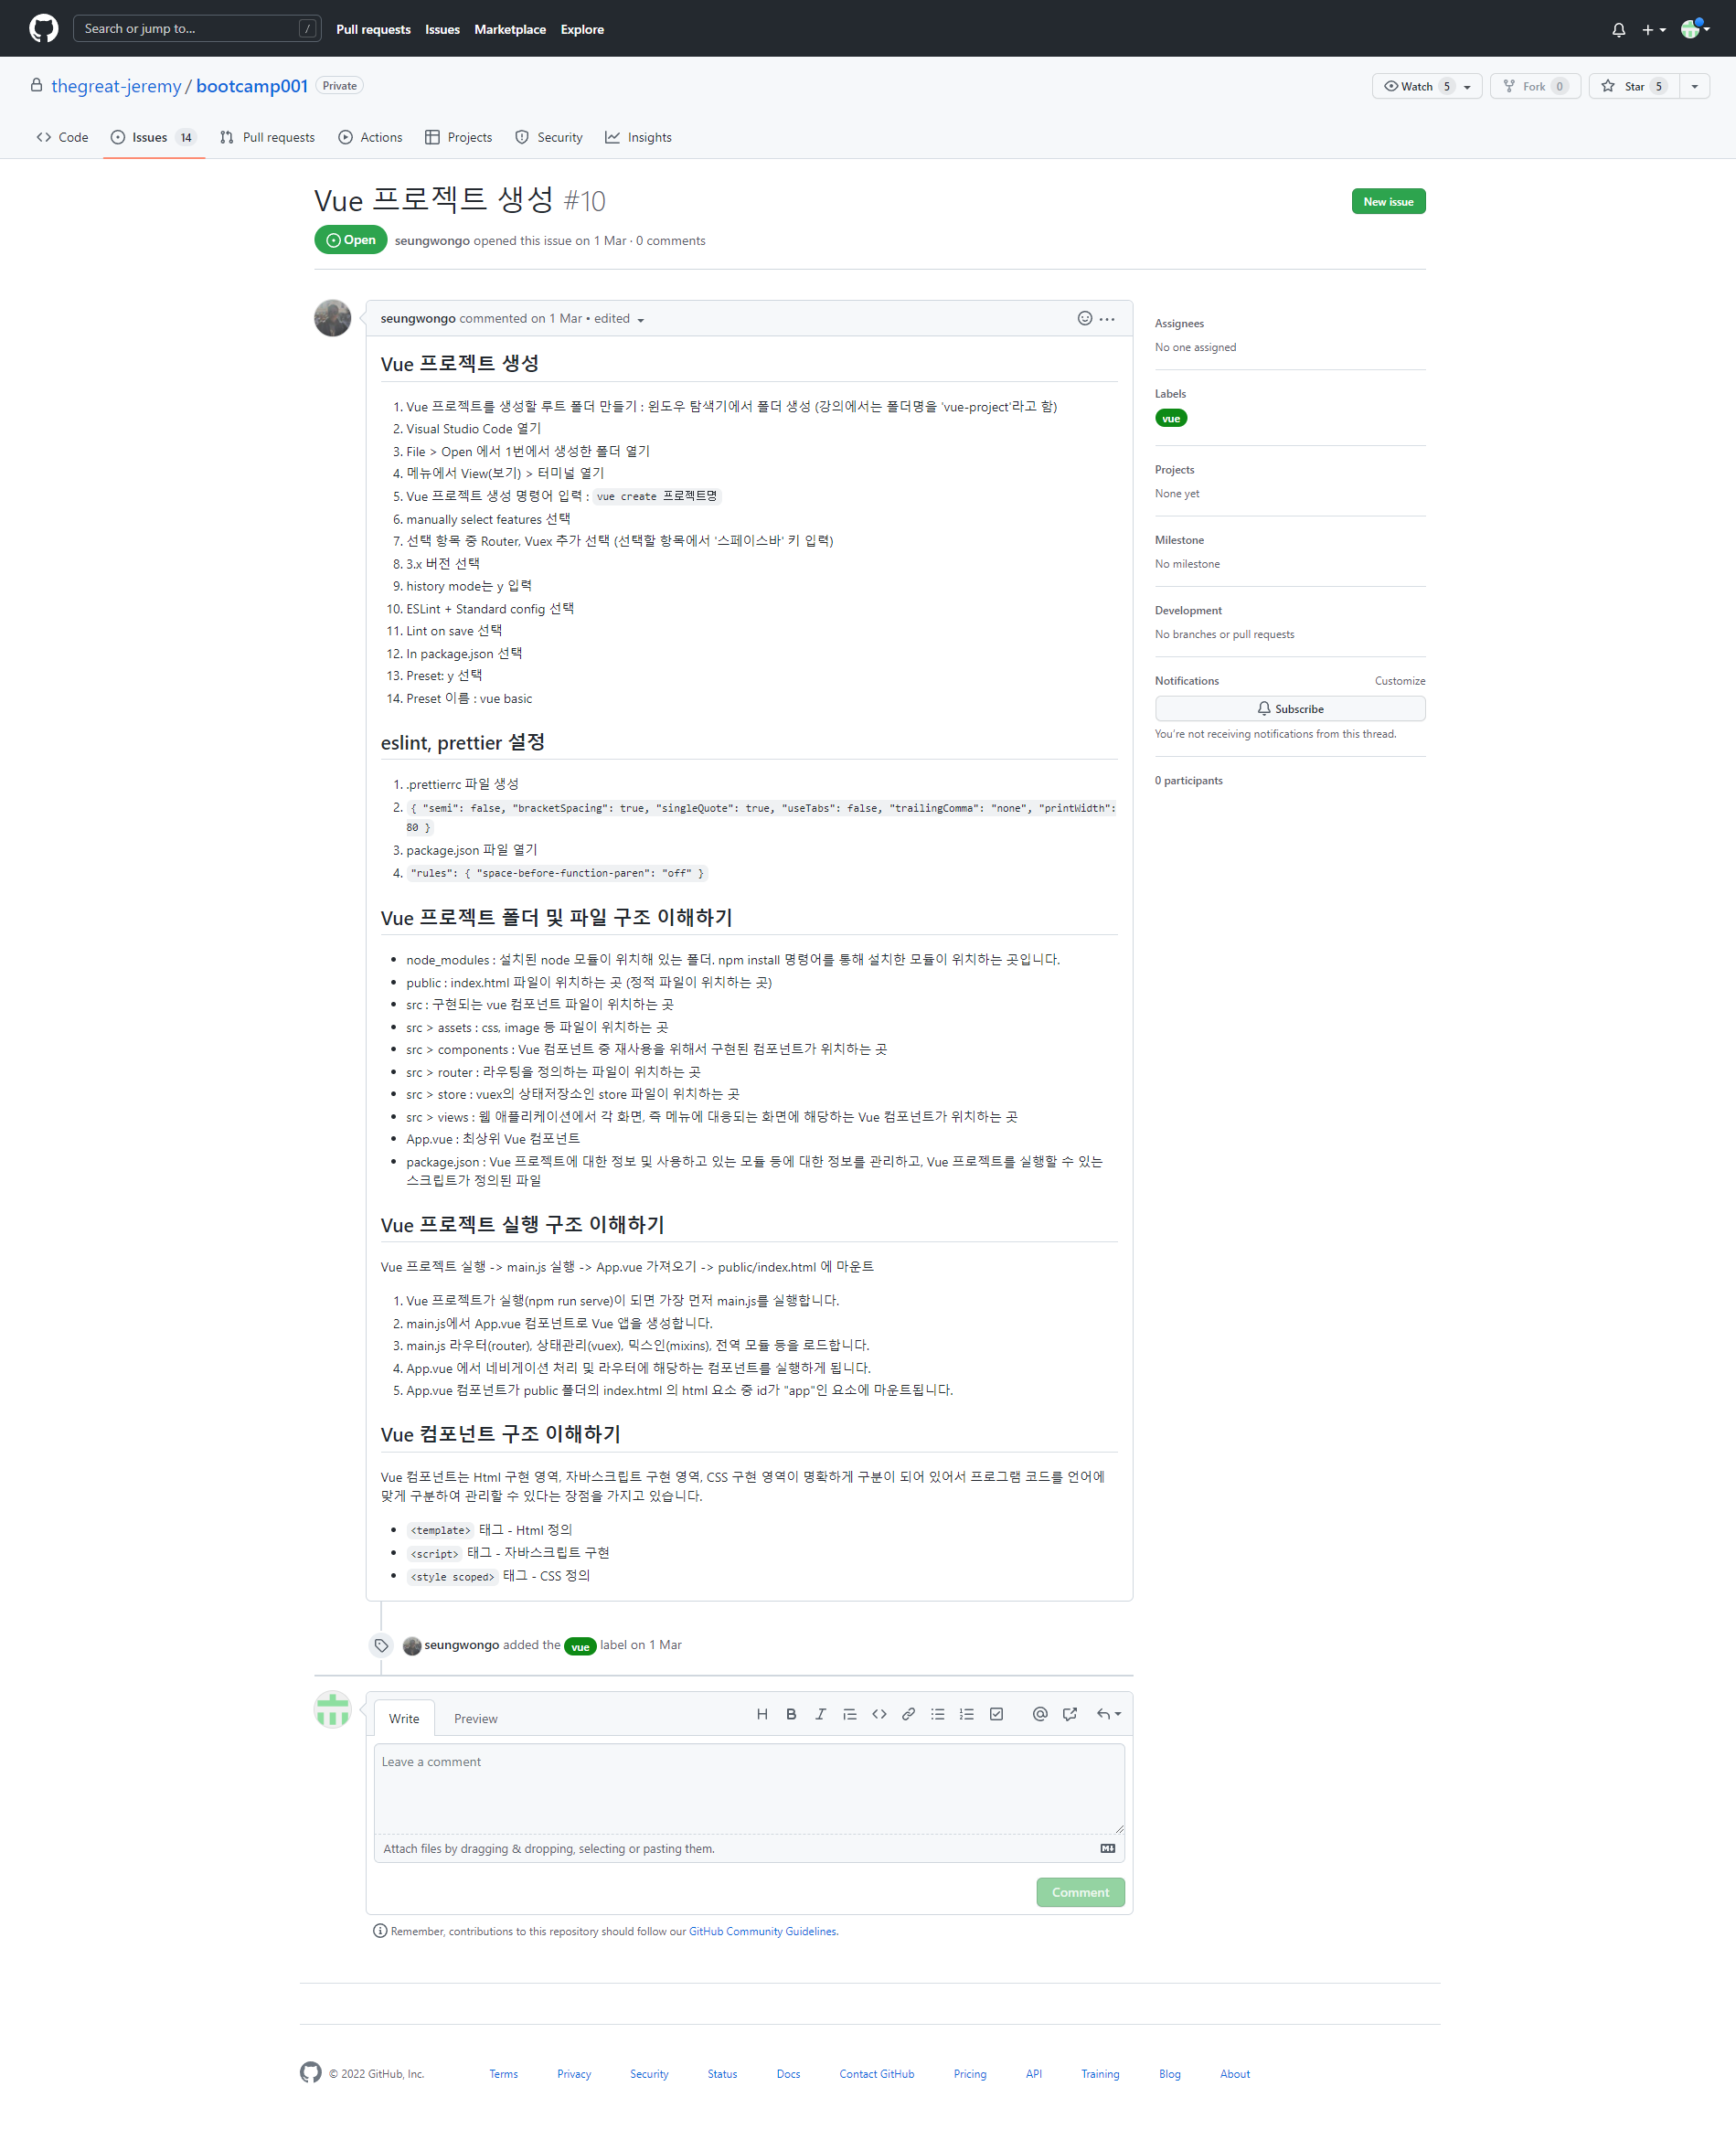 Search or jump to... /
Pull requests Issues Marketplace Explore
thegreat-jeremy / bootcamp001 Private
Watch 5 Fork 0 Star 5
Code Issues 14 Pull requests Actions Projects Security Insights
Vue 프로젝트 생성 #10
New issue
Open seungwongo opened this issue on 1 Mar · 0 comments
seungwongo commented on 1 Mar • edited
Vue 프로젝트 생성
1. Vue 프로젝트를 생성할 루트 폴더 만들기 : 윈도우 탐색기에서 폴더 생성 (강의에서는 폴더명을 'vue-project'라고 함)
2. Visual Studio Code 열기
3. File > Open 에서 1번에서 생성한 폴더 열기
4. 메뉴에서 View(보기) > 터미널 열기
5. Vue 프로젝트 생성 명령어 입력 : vue create 프로젝트명
6. manually select features 선택
7. 선택 항목 중 Router, Vuex 추가 선택 (선택할 항목에서 '스페이스바' 키 입력)
8. 3.x 버전 선택
9. history mode는 y 입력
10. ESLint + Standard config 선택
11. Lint on save 선택
12. In package.json 선택
13. Preset: y 선택
14. Preset 이름 : vue basic
eslint, prettier 설정
1. .prettierrc 파일 생성
2. { "semi": false, "bracketSpacing": true, "singleQuote": true, "useTabs": false, "trailingComma": "none", "printWidth":
80 }
3. package.json 파일 열기
4. "rules": { "space-before-function-paren": "off" }
Vue 프로젝트 폴더 및 파일 구조 이해하기
• node_modules : 설치된 node 모듈이 위치해 있는 폴더. npm install 명령어를 통해 설치한 모듈이 위치하는 곳입니다.
• public : index.html 파일이 위치하는 곳 (정적 파일이 위치하는 곳)
• src : 구현되는 vue 컴포넌트 파일이 위치하는 곳
• src > assets : css, image 등 파일이 위치하는 곳
• src > components : Vue 컴포넌트 중 재사용을 위해서 구현된 컴포넌트가 위치하는 곳
• src > router : 라우팅을 정의하는 파일이 위치하는 곳
• src > store : vuex의 상태저장소인 store 파일이 위치하는 곳
• src > views : 웹 애플리케이션에서 각 화면, 즉 메뉴에 대응되는 화면에 해당하는 Vue 컴포넌트가 위치하는 곳
• App.vue : 최상위 Vue 컴포넌트
• package.json : Vue 프로젝트에 대한 정보 및 사용하고 있는 모듈 등에 대한 정보를 관리하고, Vue 프로젝트를 실행할 수 있는
스크립트가 정의된 파일
Vue 프로젝트 실행 구조 이해하기
Vue 프로젝트 실행 -> main.js 실행 -> App.vue 가져오기 -> public/index.html 에 마운트
1. Vue 프로젝트가 실행(npm run serve)이 되면 가장 먼저 main.js를 실행합니다.
2. main.js에서 App.vue 컴포넌트로 Vue 앱을 생성합니다.
3. main.js 라우터(router), 상태관리(vuex), 믹스인(mixins), 전역 모듈 등을 로드합니다.
4. App.vue 에서 네비게이션 처리 및 라우터에 해당하는 컴포넌트를 실행하게 됩니다.
5. App.vue 컴포넌트가 public 폴더의 index.html 의 html 요소 중 id가 "app"인 요소에 마운트됩니다.
Vue 컴포넌트 구조 이해하기
Vue 컴포넌트는 Html 구현 영역, 자바스크립트 구현 영역, CSS 구현 영역이 명확하게 구분이 되어 있어서 프로그램 코드를 언어에
맞게 구분하여 관리할 수 있다는 장점을 가지고 있습니다.
• <template> 태그 - Html 정의
• <script> 태그 - 자바스크립트 구현
• <style scoped> 태그 - CSS 정의
Assignees
No one assigned
Labels
vue
Projects
None yet
Milestone
No milestone
Development
No branches or pull requests
Notifications Customize
Subscribe
You're not receiving notifications from this thread.
0 participants
seungwongo added the vue label on 1 Mar
Write Preview
Leave a comment
Attach files by dragging & dropping, selecting or pasting them.
Comment
Remember, contributions to this repository should follow our GitHub Community Guidelines.
© 2022 GitHub, Inc. Terms Privacy Security Status Docs Contact GitHub Pricing API Training Blog About